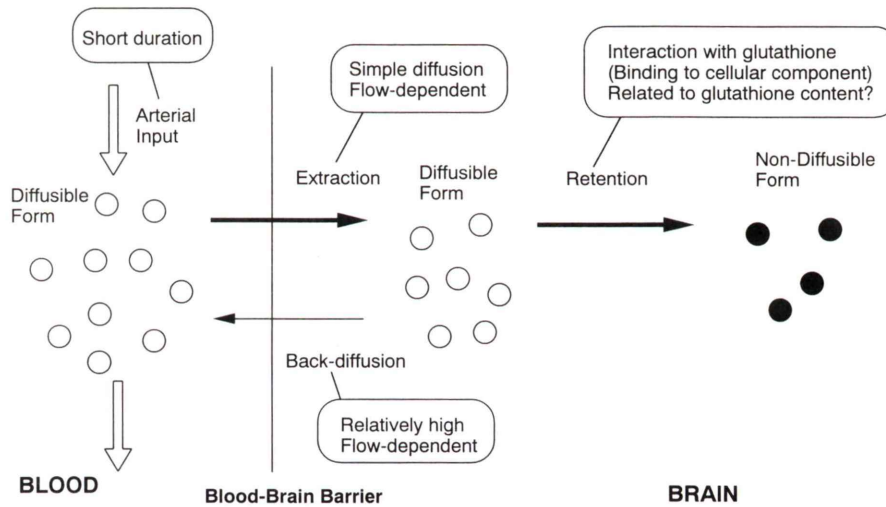 Short duration
Arterial
Input
Simple diffusion
Flow-dependent
Interaction with glutathione
(Binding to cellular component)
Related to glutathione content?
Diffusible
Form
Extraction
Diffusible
Form
Retention
Non-Diffusible
Form
Back-diffusion
Relatively high
Flow-dependent
BLOOD
Blood-Brain Barrier
BRAIN